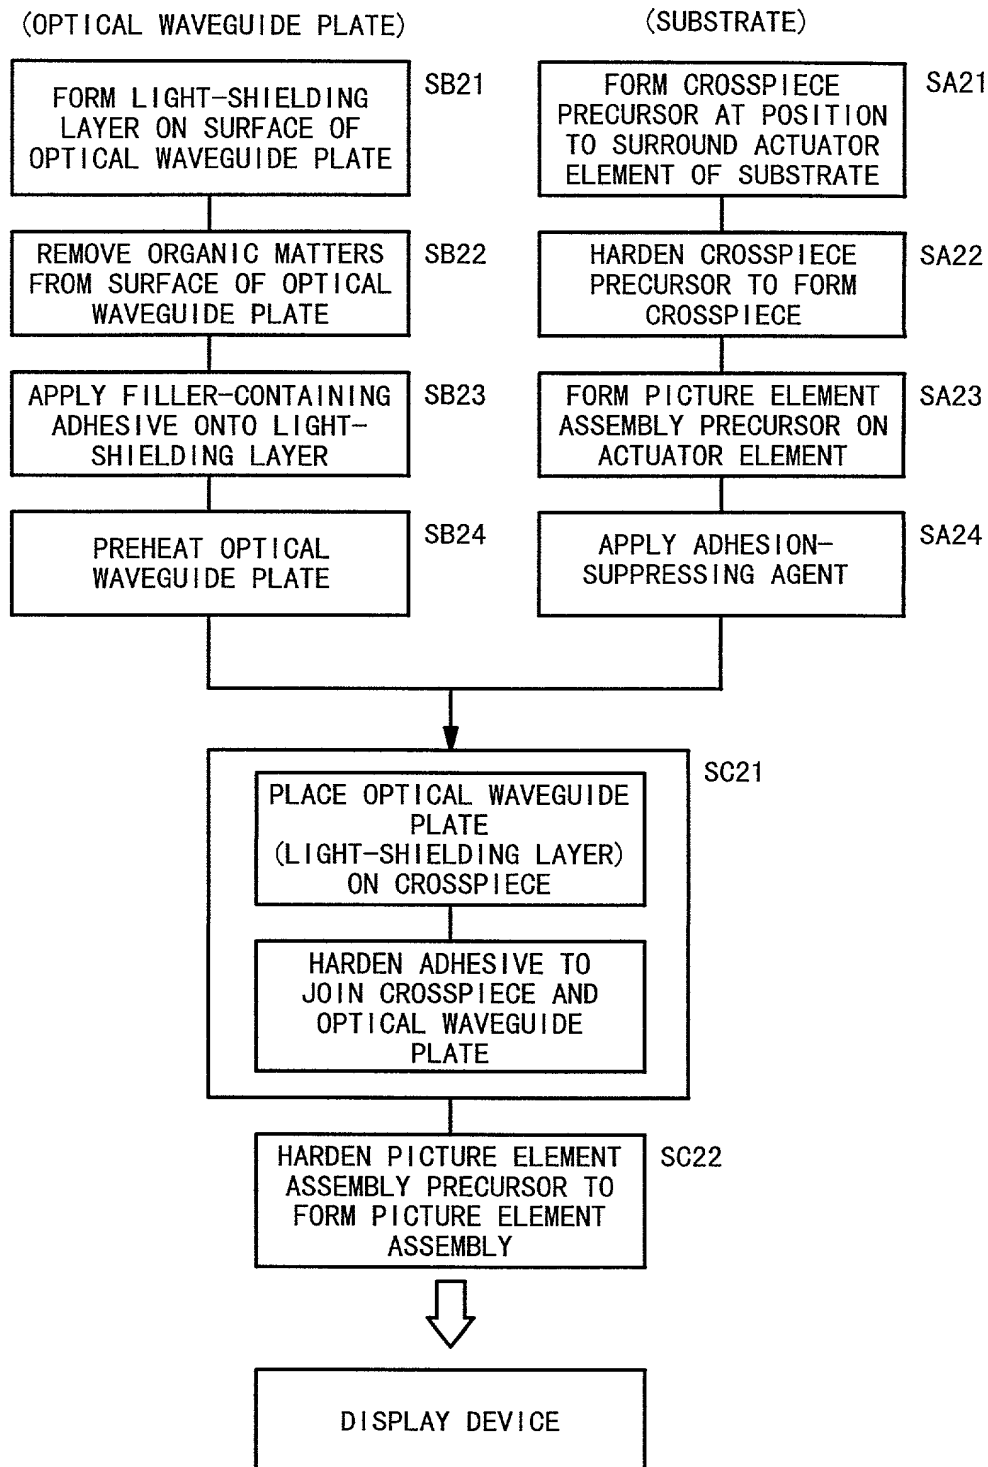 (OPTICAL WAVEGUIDE PLATE)
FORM LIGHT-SHIELDING
LAYER ON SURFACE OF
OPTICAL WAVEGUIDE PLATE
SB21
REMOVE ORGANIC MATTERS
FROM SURFACE OF OPTICAL
WAVEGUIDE PLATE
SB22
APPLY FILLER-CONTAINING
ADHESIVE ONTO LIGHT-
SHIELDING LAYER
SB23
PREHEAT OPTICAL
WAVEGUIDE PLATE
SB24
(SUBSTRATE)
FORM CROSSPIECE
PRECURSOR AT POSITION
TO SURROUND ACTUATOR
ELEMENT OF SUBSTRATE
SA21
HARDEN CROSSPIECE
PRECURSOR TO FORM
CROSSPIECE
SA22
FORM PICTURE ELEMENT
ASSEMBLY PRECURSOR ON
ACTUATOR ELEMENT
SA23
APPLY ADHESION-
SUPPRESSING AGENT
SA24
SC21
PLACE OPTICAL WAVEGUIDE
PLATE
(LIGHT-SHIELDING LAYER)
ON CROSSPIECE
HARDEN ADHESIVE TO
JOIN CROSSPIECE AND
OPTICAL WAVEGUIDE
PLATE
HARDEN PICTURE ELEMENT
ASSEMBLY PRECURSOR TO
FORM PICTURE ELEMENT
ASSEMBLY
SC22
DISPLAY DEVICE